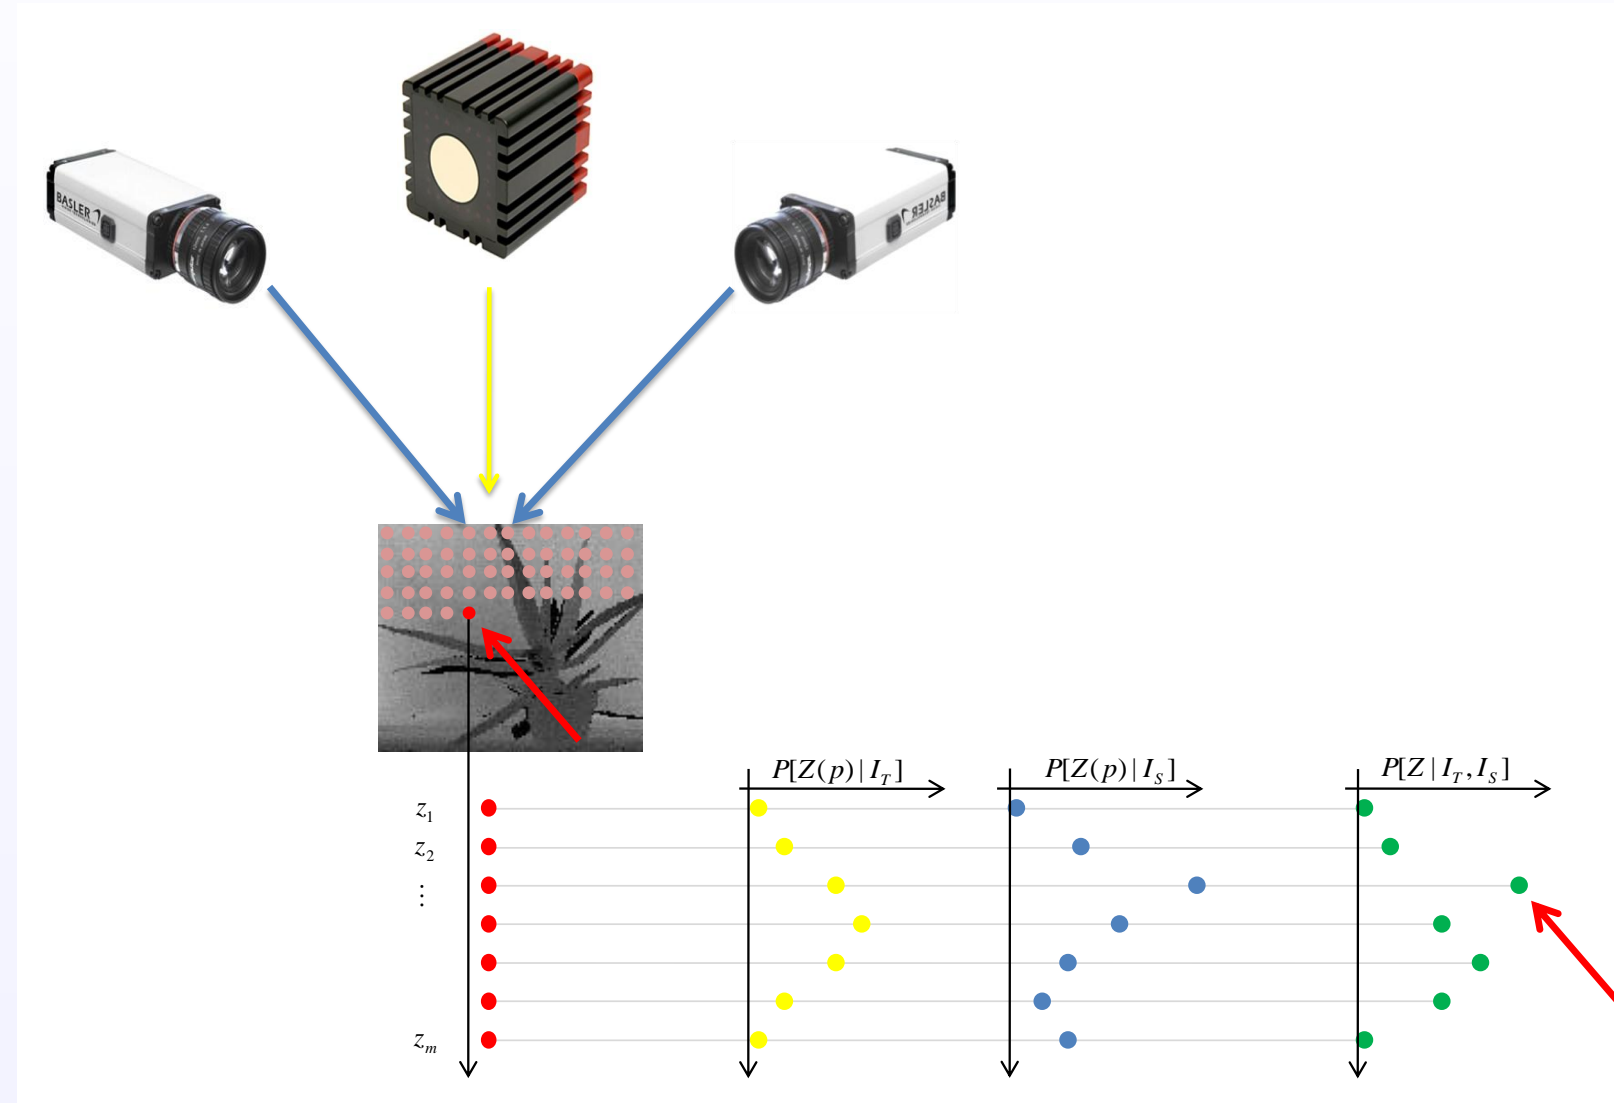 BASLER
BASLER
P[Z(p) | I_T]
P[Z(p) | I_S]
P[Z | I_T, I_S]
z_1
z_2
⋮
z_m